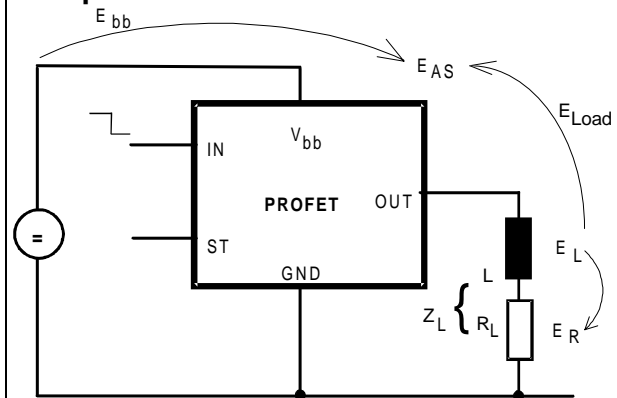 E bb
E AS
E Load
V bb
IN
PROFET
OUT
ST
GND
E L
L
Z L { R L
E R
=